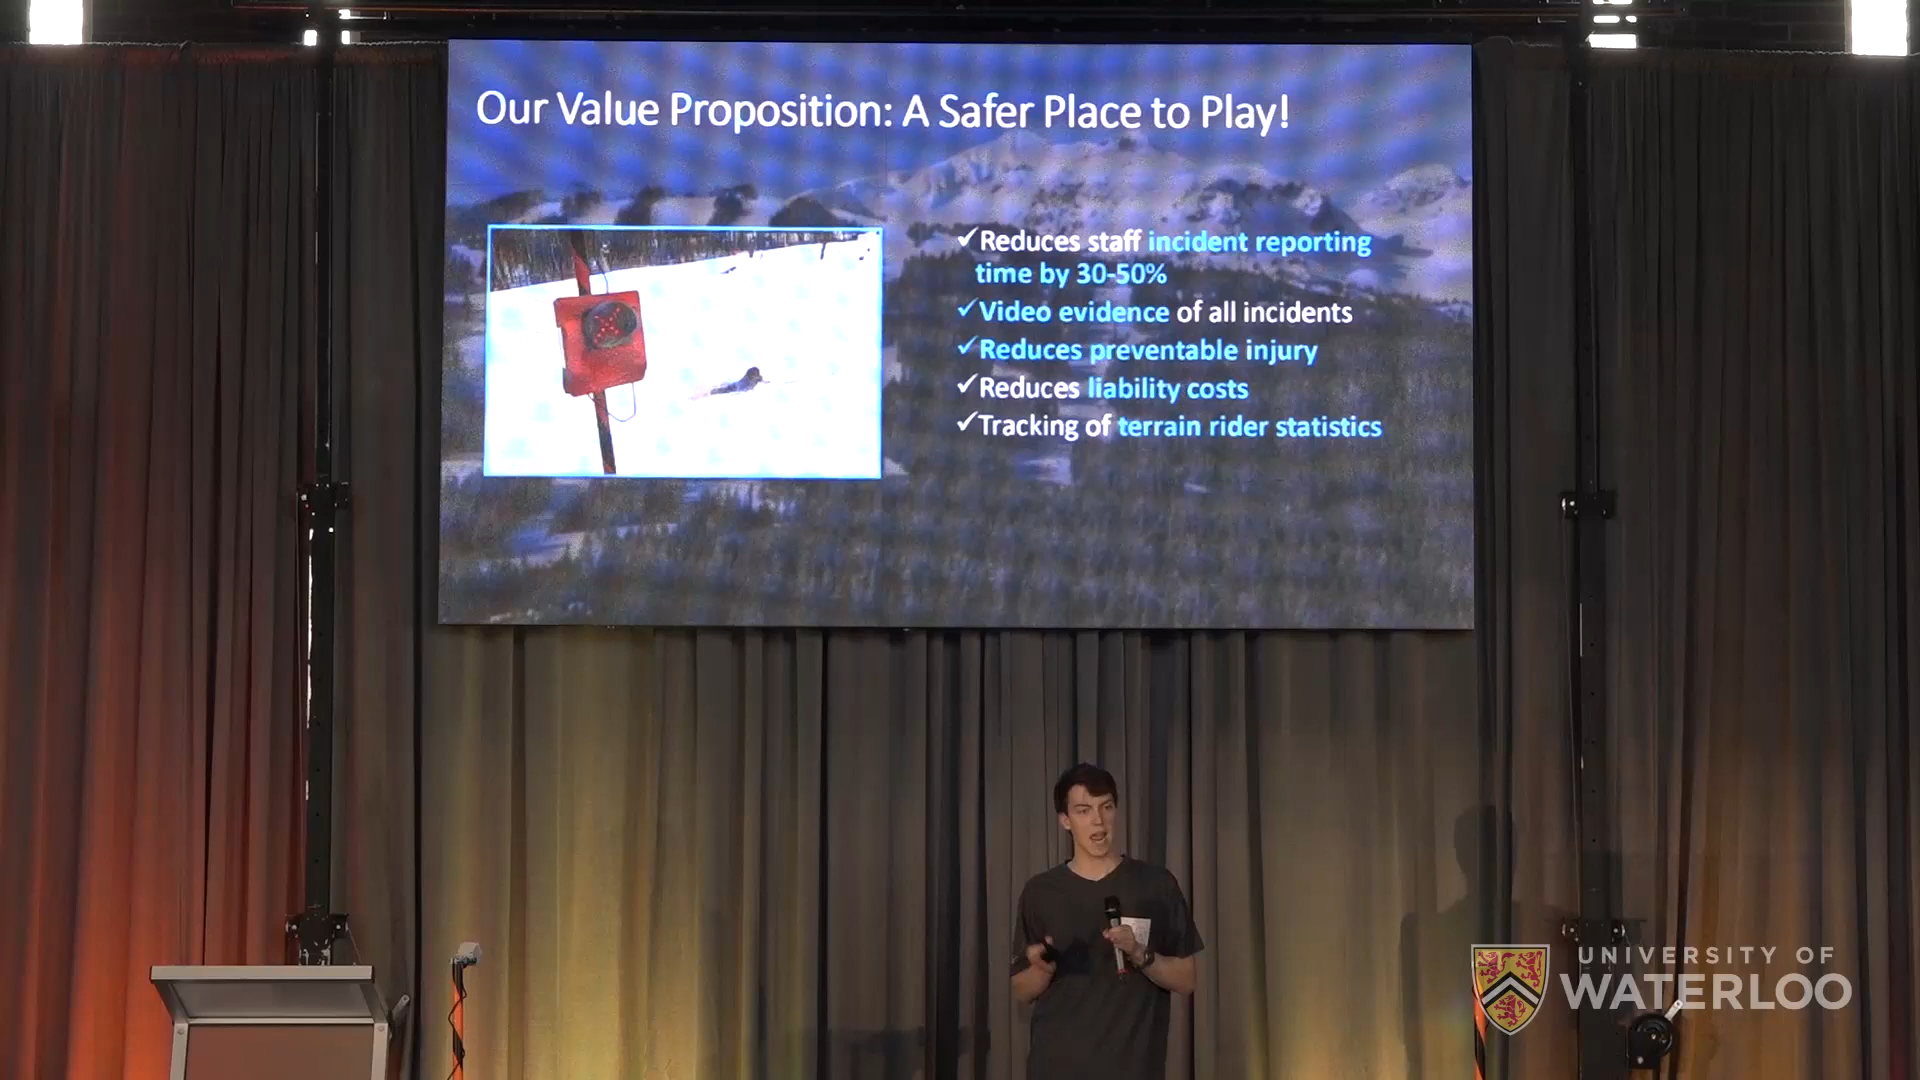 Our Value Proposition: A Safer Place to Play!
✓Reduces staff incident reporting
time by 30-50%
✓Video evidence of all incidents
✓Reduces preventable injury
✓Reduces liability costs
✓Tracking of terrain rider statistics
UNIVERSITY OF
WATERLOO